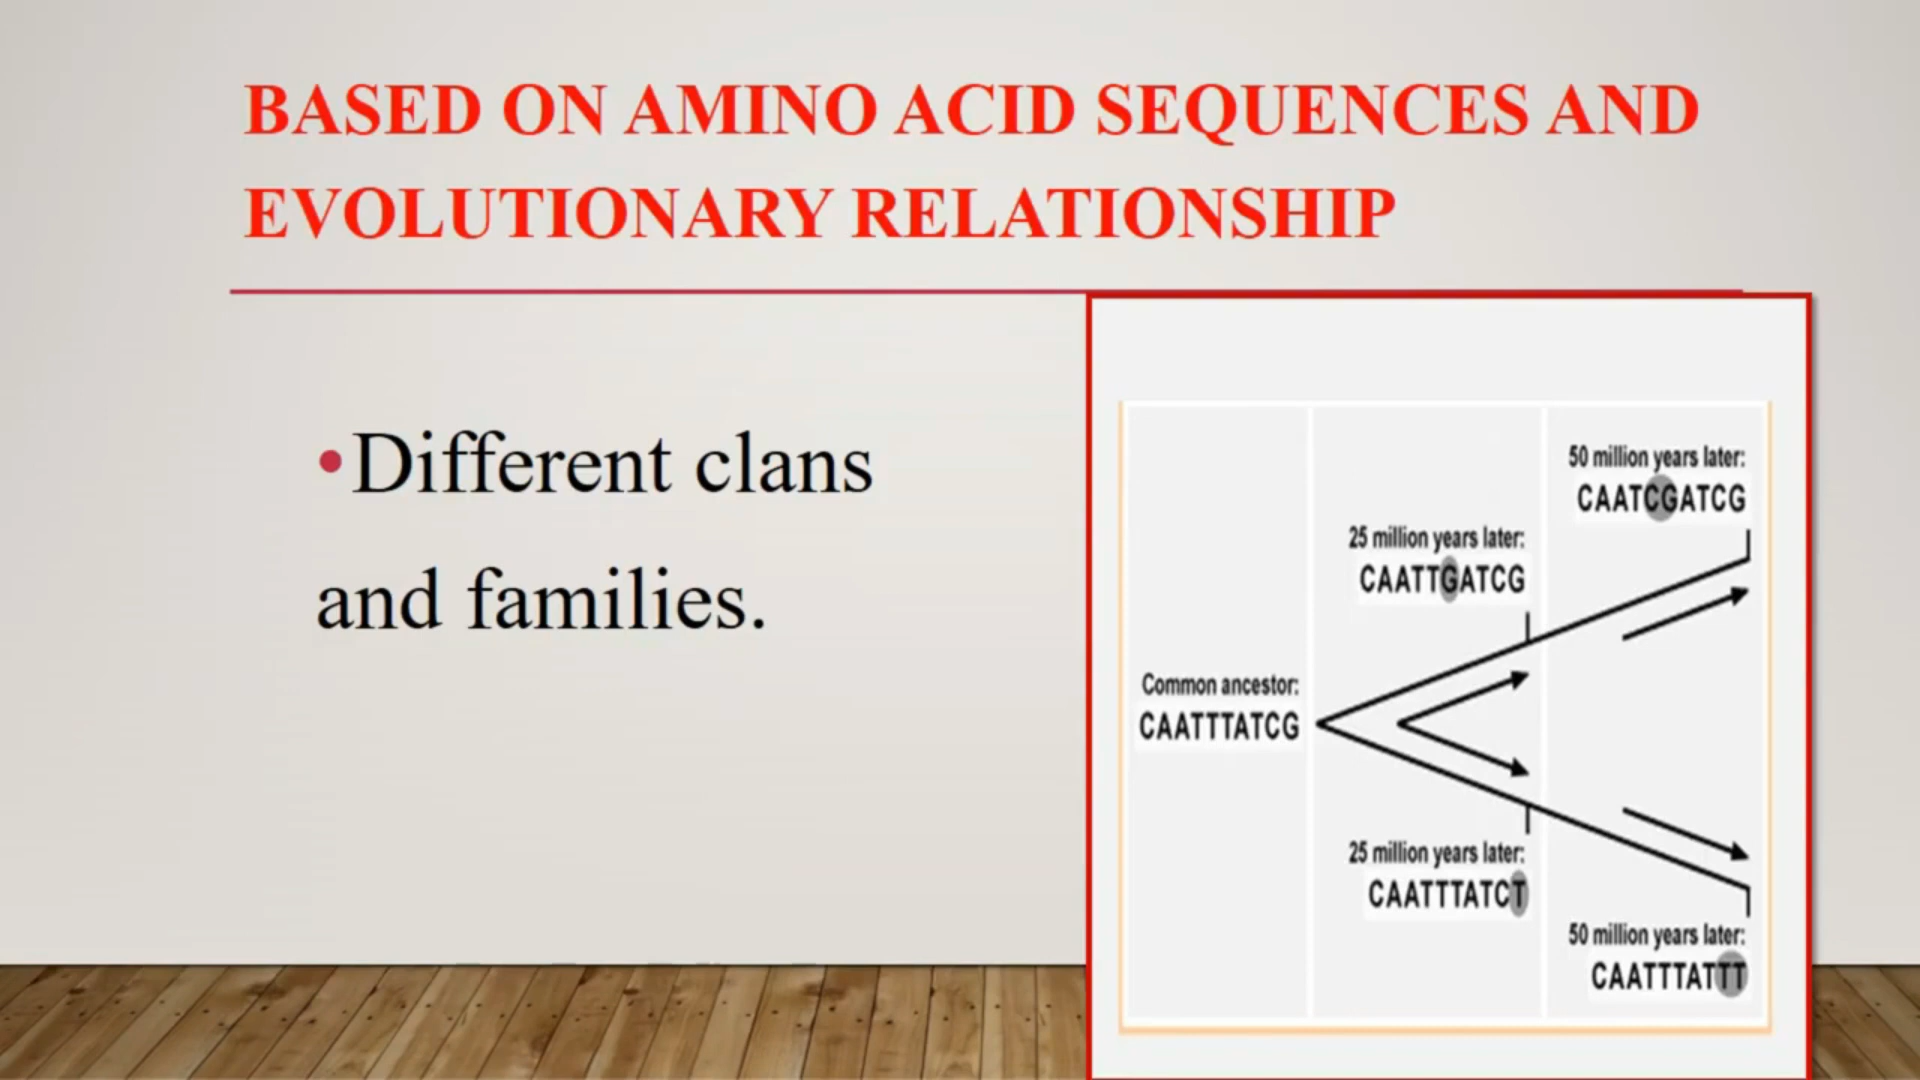 BASED ON AMINO ACID SEQUENCES AND
EVOLUTIONARY RELATIONSHIP
•Different clans
and families.
50 million years later:
CAATCGATCG
25 million years later:
CAATTGATCG
Common ancestor:
CAATTTATCG
25 million years later:
CAATTTATCT
50 million years later:
CAATTTATTT